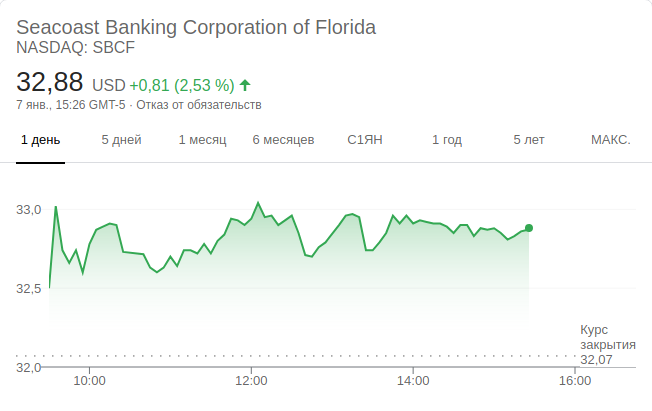 Seacoast Banking Corporation of Florida
NASDAQ: SBCF
32,88 USD +0,81 (2,53 %)
7 янв., 15:26 GMT-5 · Отказ от обязательств
1 день 5 дней 1 месяц 6 месяцев С1ЯН 1 год 5 лет МАКС.
33,0
32,5
Курс
закрытия
32,07
32,0
10:00 12:00 14:00 16:00